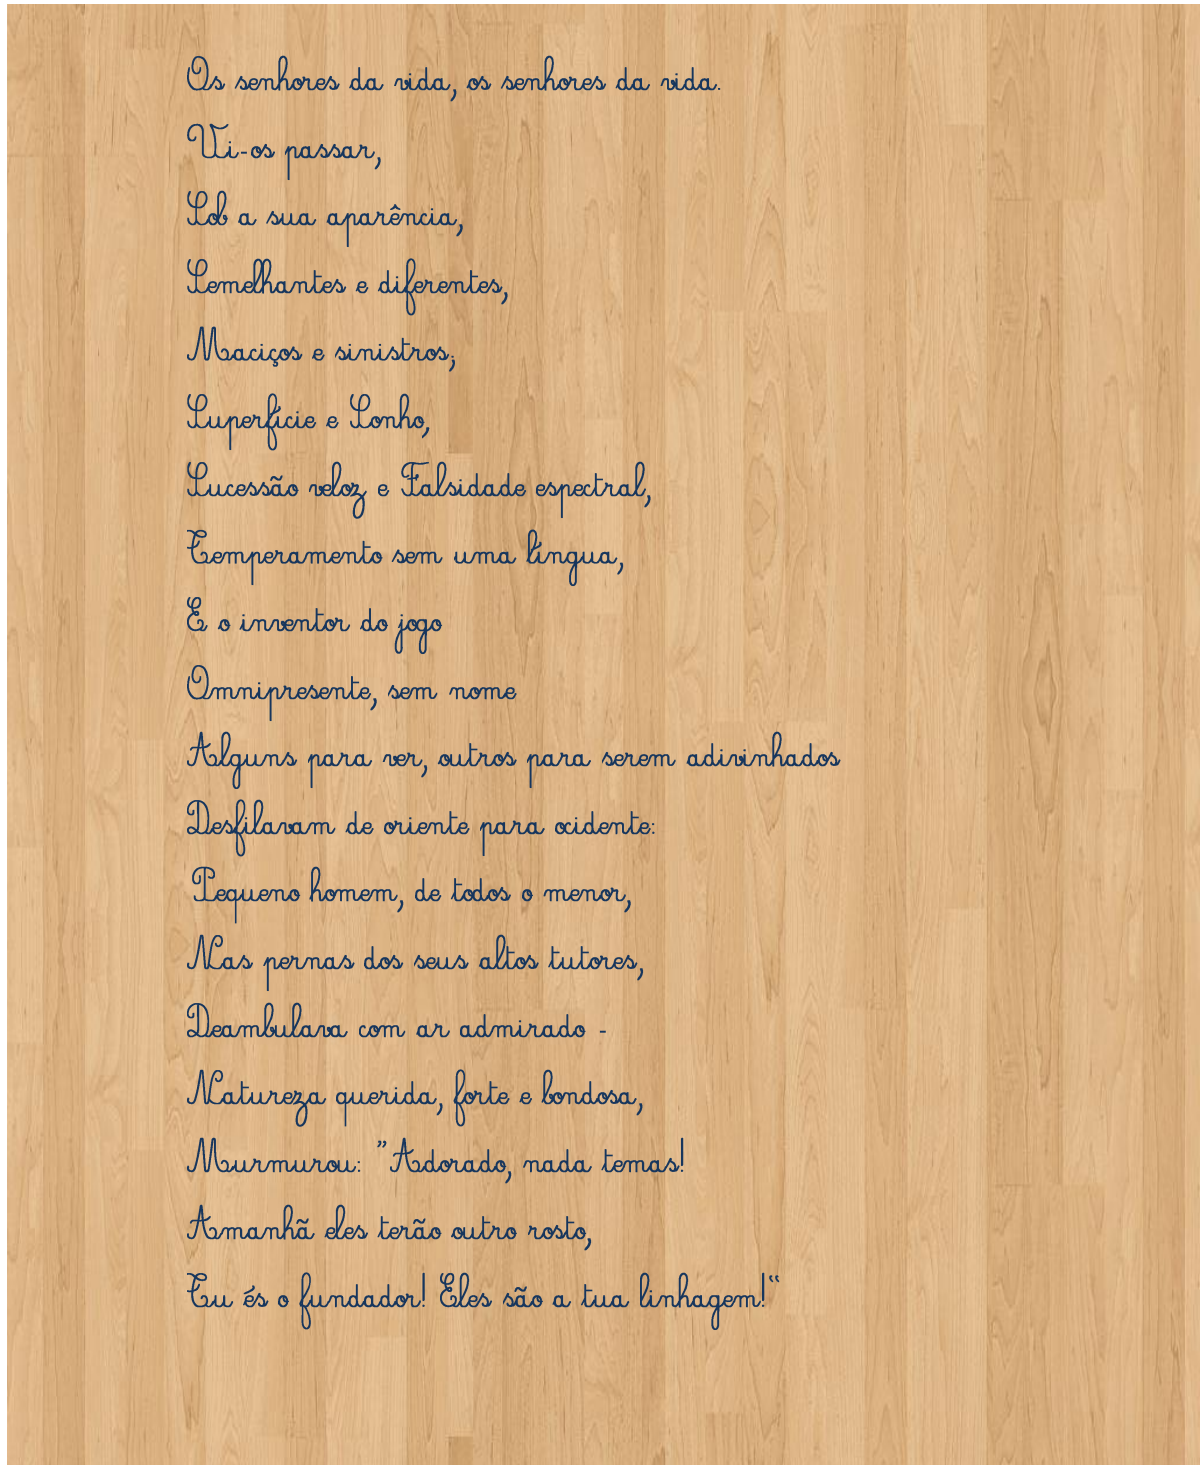 Os senhores da vida, os senhores da vida.
Vi-os passar,
Sob a sua aparência,
Semelhantes e diferentes,
Maciços e sinistros;
Superfície e Sonho,
Sucessão veloz e Falsidade espectral,
Temperamento sem uma língua,
E o inventor do jogo
Omnipresente, sem nome
Alguns para ver, outros para serem adivinhados
Desfilavam de oriente para ocidente:
Pequeno homem, de todos o menor,
Nas pernas dos seus altos tutores,
Deambulava com ar admirado -
Natureza querida, forte e bondosa,
Murmurou: ”Adorado, nada temas!
Amanhã eles terão outro rosto,
Tu és o fundador! Eles são a tua linhagem!“